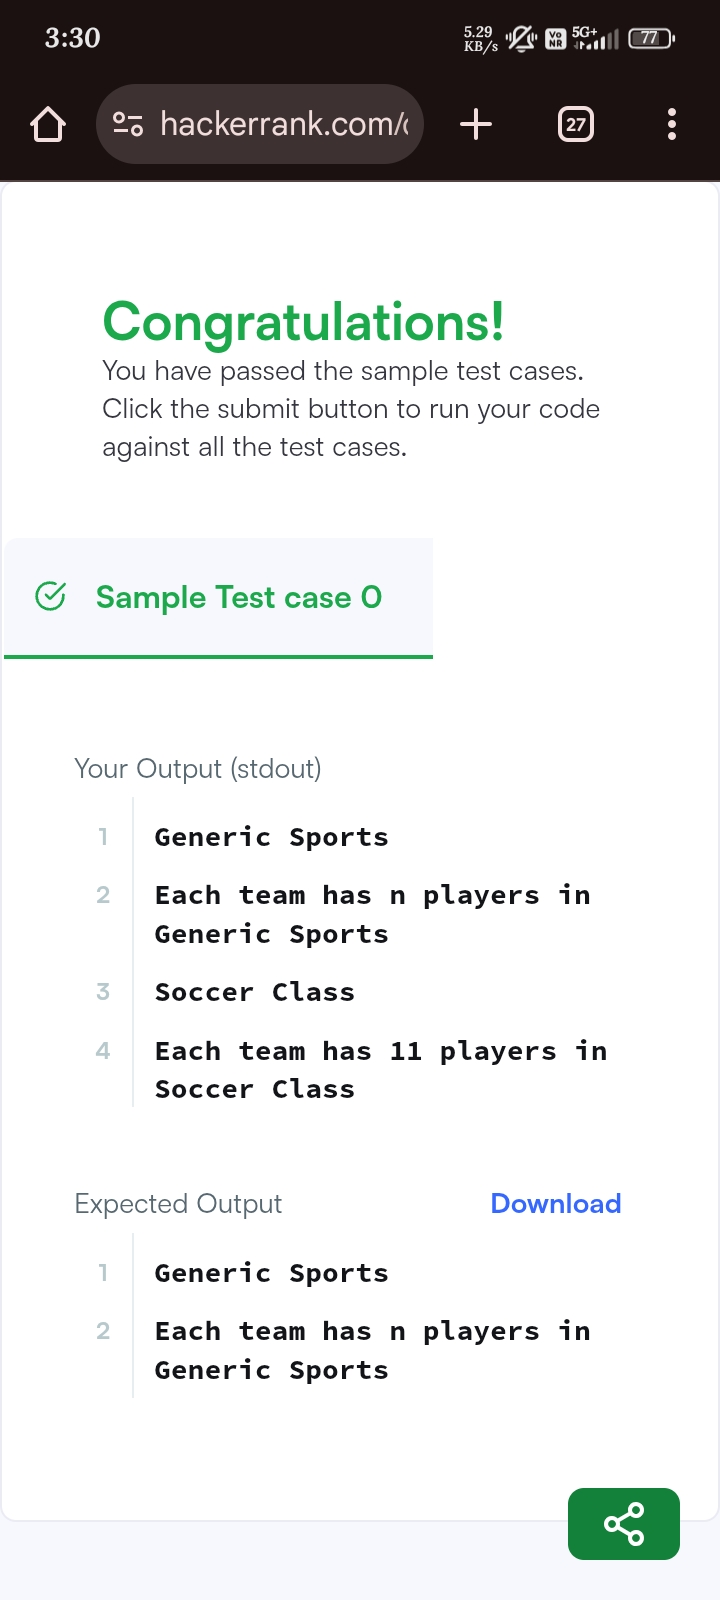 3:30
5.29
KB/s
Vo
NR
5G+
77
hackerrank.com/
27
Congratulations!
You have passed the sample test cases.
Click the submit button to run your code
against all the test cases.
Sample Test case 0
Your Output (stdout)
1 Generic Sports
2 Each team has n players in
Generic Sports
3 Soccer Class
4 Each team has 11 players in
Soccer Class
Expected Output Download
1 Generic Sports
2 Each team has n players in
Generic Sports